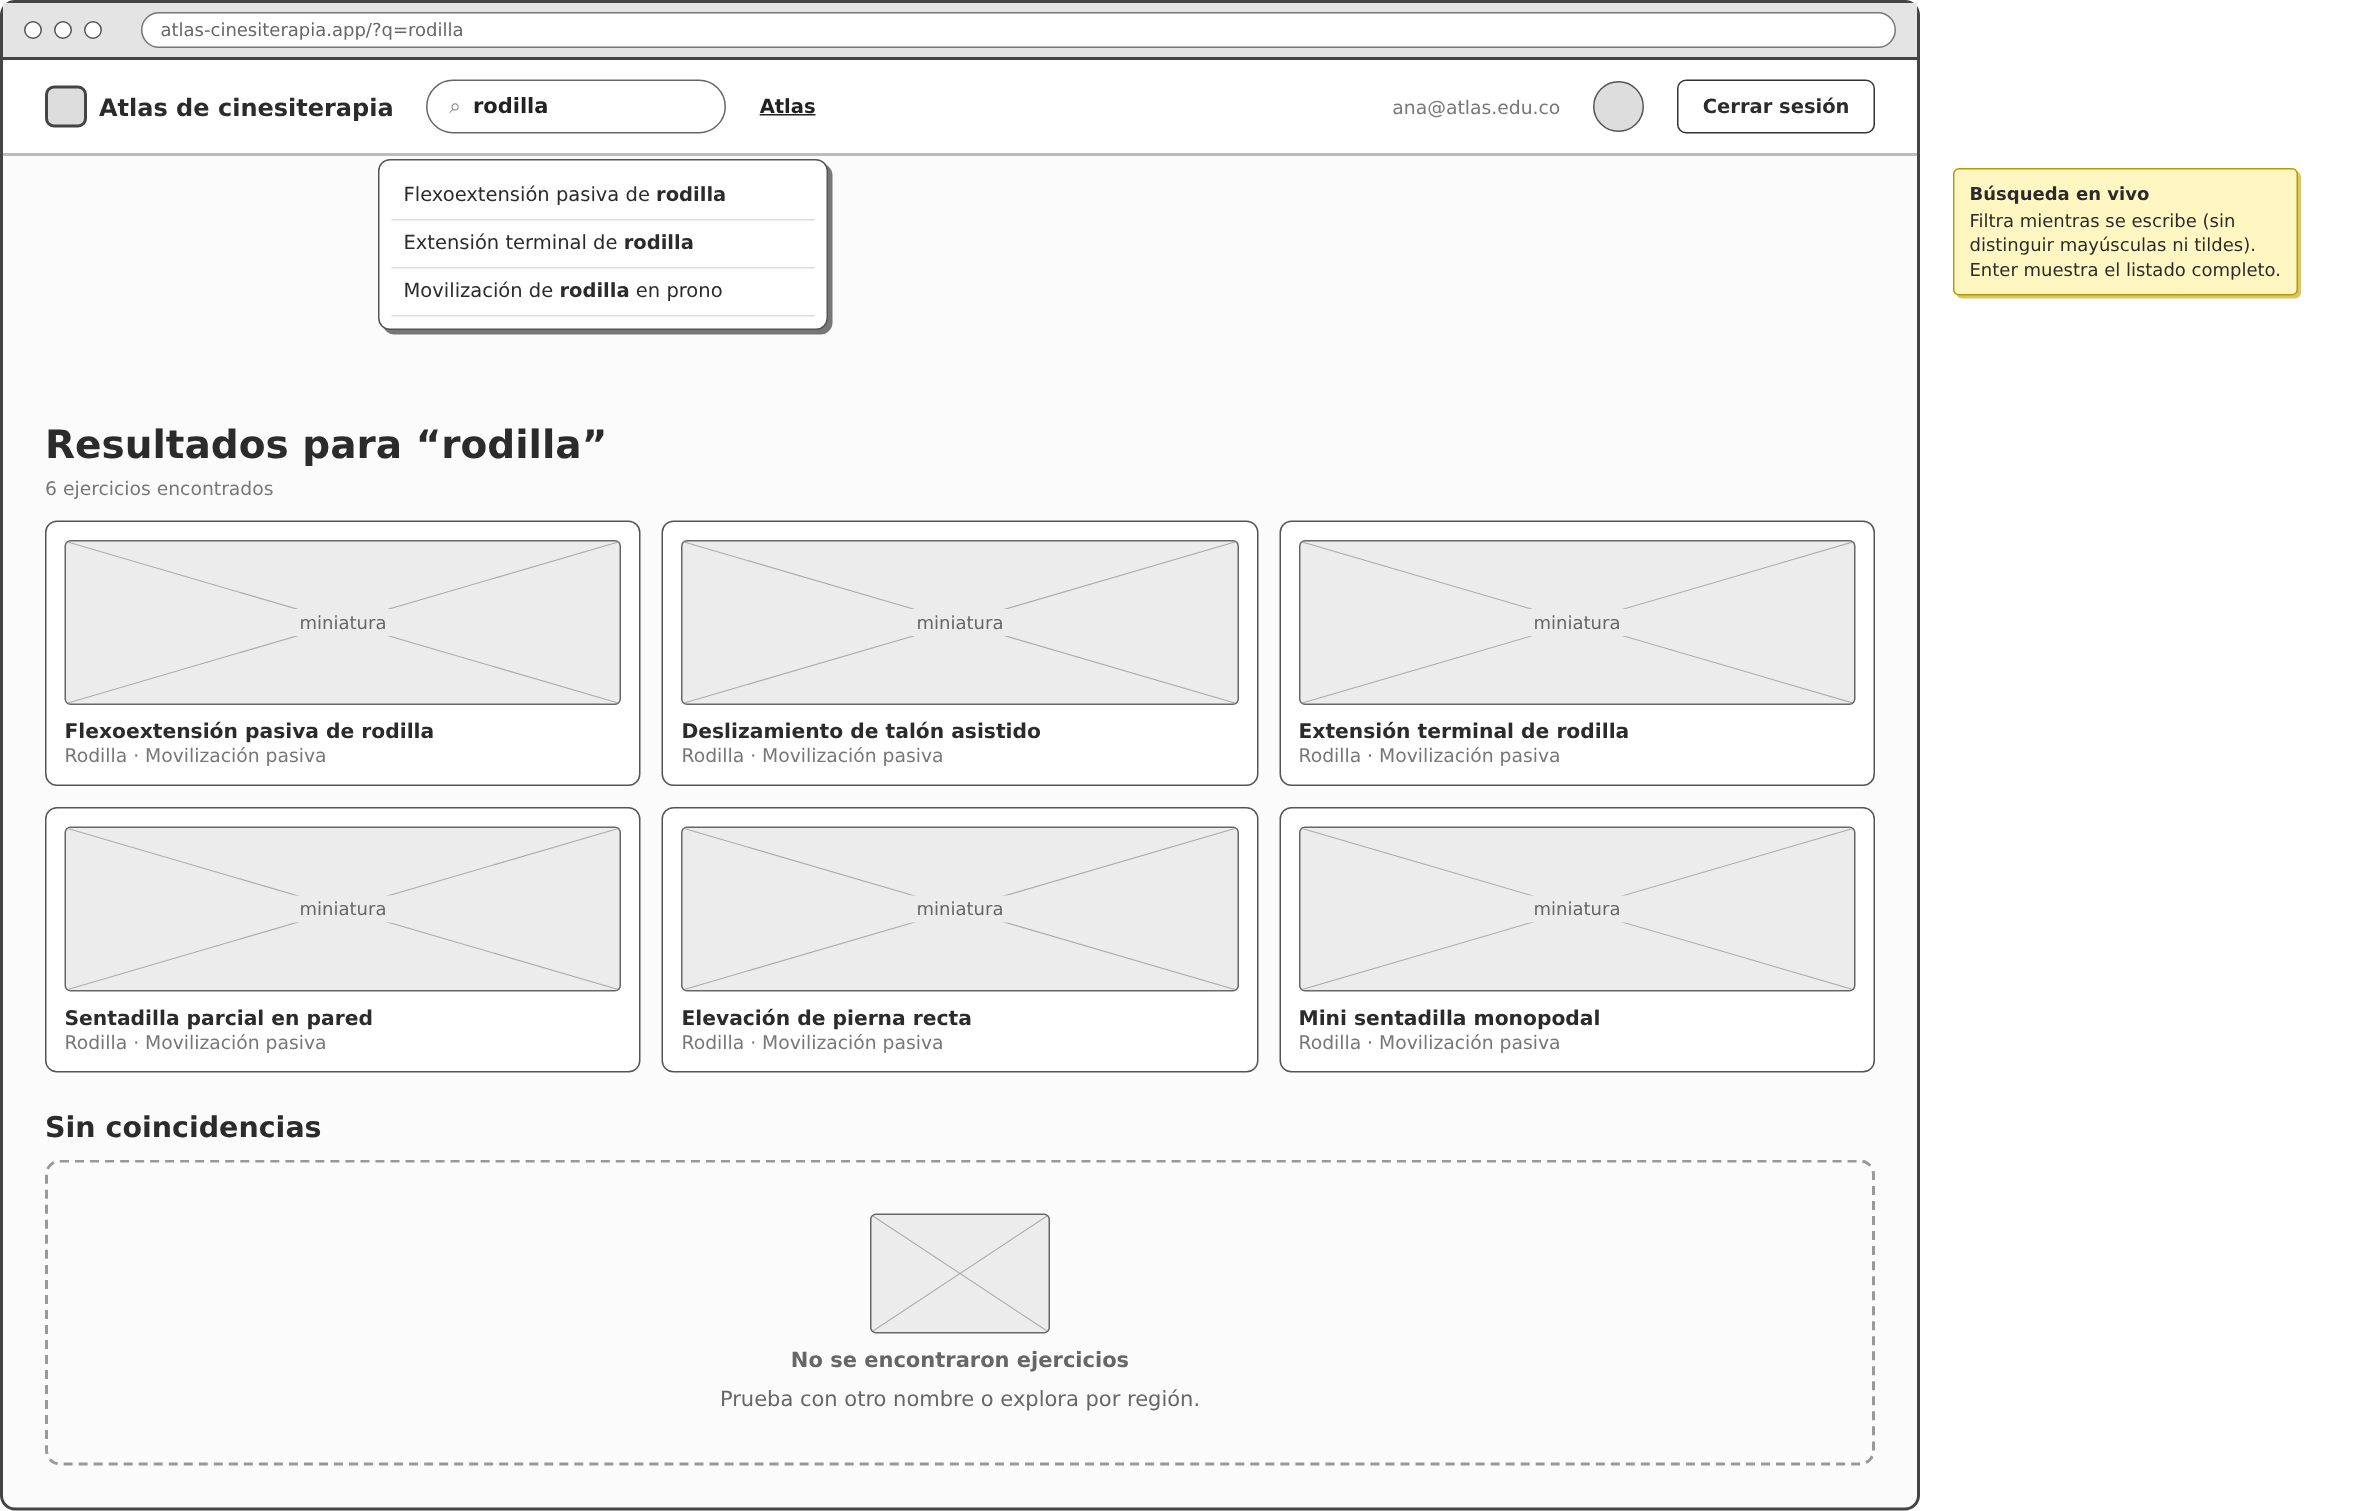 atlas-cinesiterapia.app/?q=rodilla
Atlas de cinesiterapia
rodilla
Atlas
ana@atlas.edu.co
Cerrar sesión
Flexoextensión pasiva de rodilla
Extensión terminal de rodilla
Movilización de rodilla en prono
Búsqueda en vivo
Filtra mientras se escribe (sin
distinguir mayúsculas ni tildes).
Enter muestra el listado completo.
Resultados para “rodilla”
6 ejercicios encontrados
miniatura
Flexoextensión pasiva de rodilla
Rodilla · Movilización pasiva
miniatura
Deslizamiento de talón asistido
Rodilla · Movilización pasiva
miniatura
Extensión terminal de rodilla
Rodilla · Movilización pasiva
miniatura
Sentadilla parcial en pared
Rodilla · Movilización pasiva
miniatura
Elevación de pierna recta
Rodilla · Movilización pasiva
miniatura
Mini sentadilla monopodal
Rodilla · Movilización pasiva
Sin coincidencias
No se encontraron ejercicios
Prueba con otro nombre o explora por región.